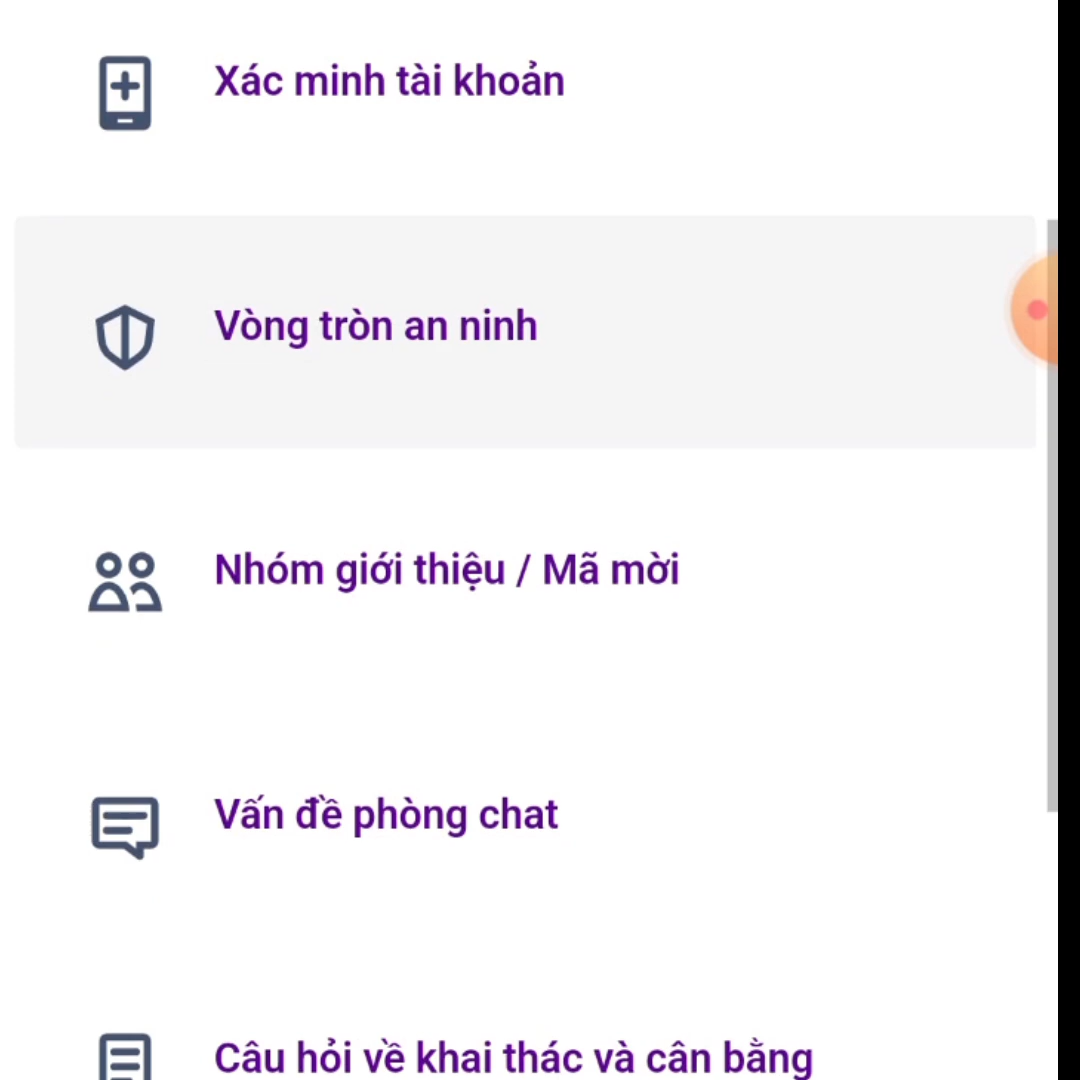 Xác minh tài khoản
Vòng tròn an ninh
Nhóm giới thiệu / Mã mời
Vấn đề phòng chat
Câu hỏi về khai thác và cân bằng